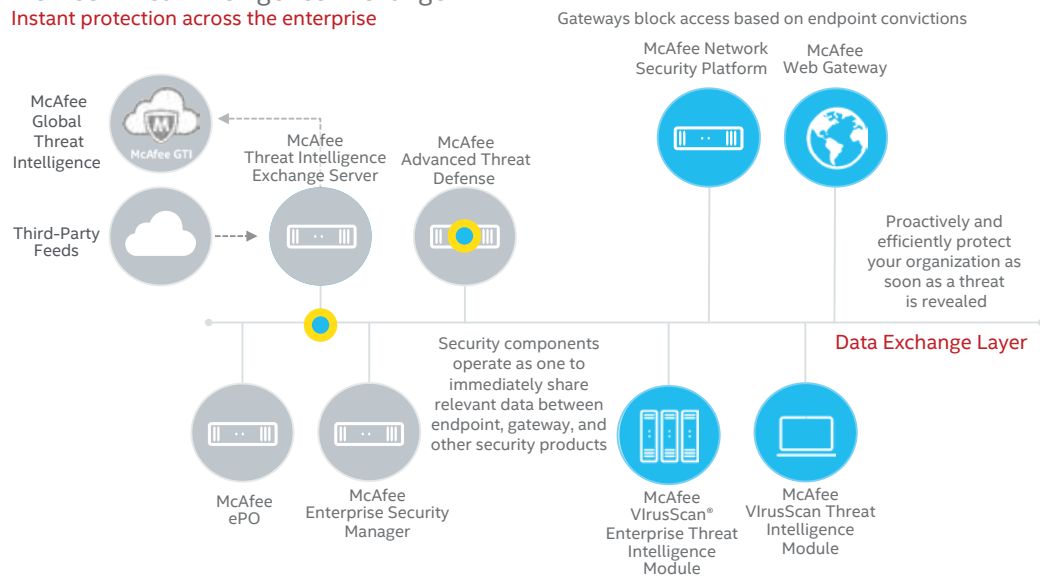 Instant protection across the enterprise
Gateways block access based on endpoint convictions
McAfee Network
Security Platform
McAfee
Web Gateway
McAfee
Global
Threat
Intelligence
McAfee GTI
McAfee
Threat Intelligence
Exchange Server
McAfee
Advanced Threat
Defense
Third-Party
Feeds
Proactively and
efficiently protect
your organization as
soon as a threat
is revealed
Data Exchange Layer
Security components
operate as one to
immediately share
relevant data between
endpoint, gateway, and
other security products
McAfee
ePO
McAfee
Enterprise Security
Manager
McAfee
VIrusScan®
Enterprise Threat
Intelligence
Module
McAfee
VIrusScan Threat
Intelligence
Module